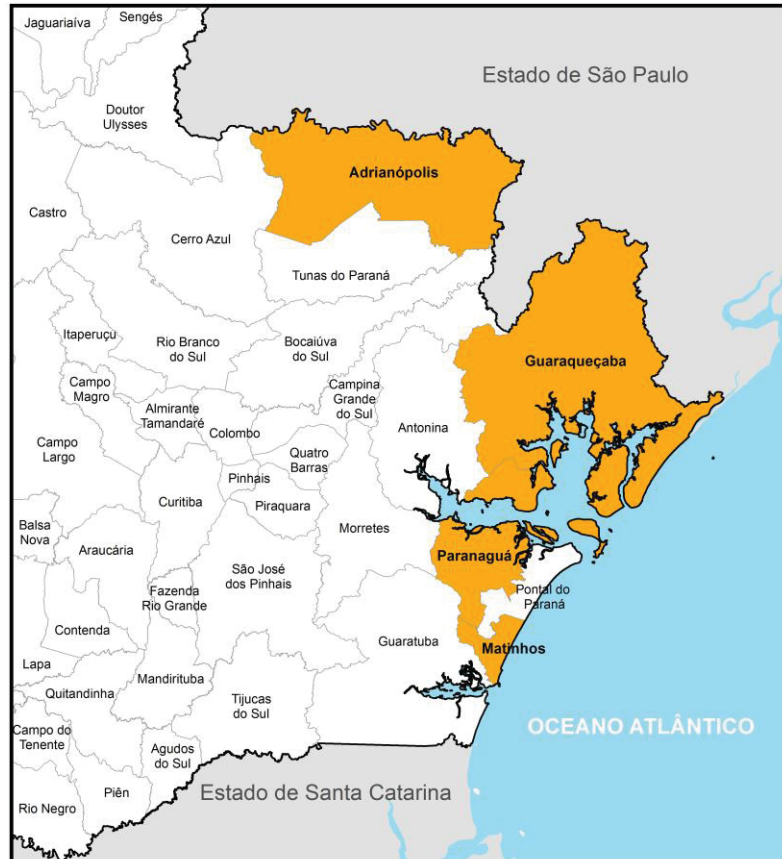 Jaguariaíva
Sengés
Estado de São Paulo
Doutor
Ulysses
Adrianópolis
Castro
Cerro Azul
Tunas do Paraná
Itaperuçu
Rio Branco
do Sul
Bocaiúva
do Sul
Guaraqueçaba
Campo
Magro
Almirante
Tamandaré
Colombo
Campina
Grande
do Sul
Antonina
Campo
Largo
Quatro
Barras
Pinhais
Curitiba
Piraquara
Balsa
Nova
Araucária
Morretes
Paranaguá
São José
dos Pinhais
Fazenda
Rio Grande
Pontal do
Paraná
Contenda
Guaratuba
Matinhos
Lapa
Mandirituba
Quitandinha
Tijucas
do Sul
Campo do
Tenente
OCEANO ATLÂNTICO
Agudos
do Sul
Piên
Estado de Santa Catarina
Rio Negro